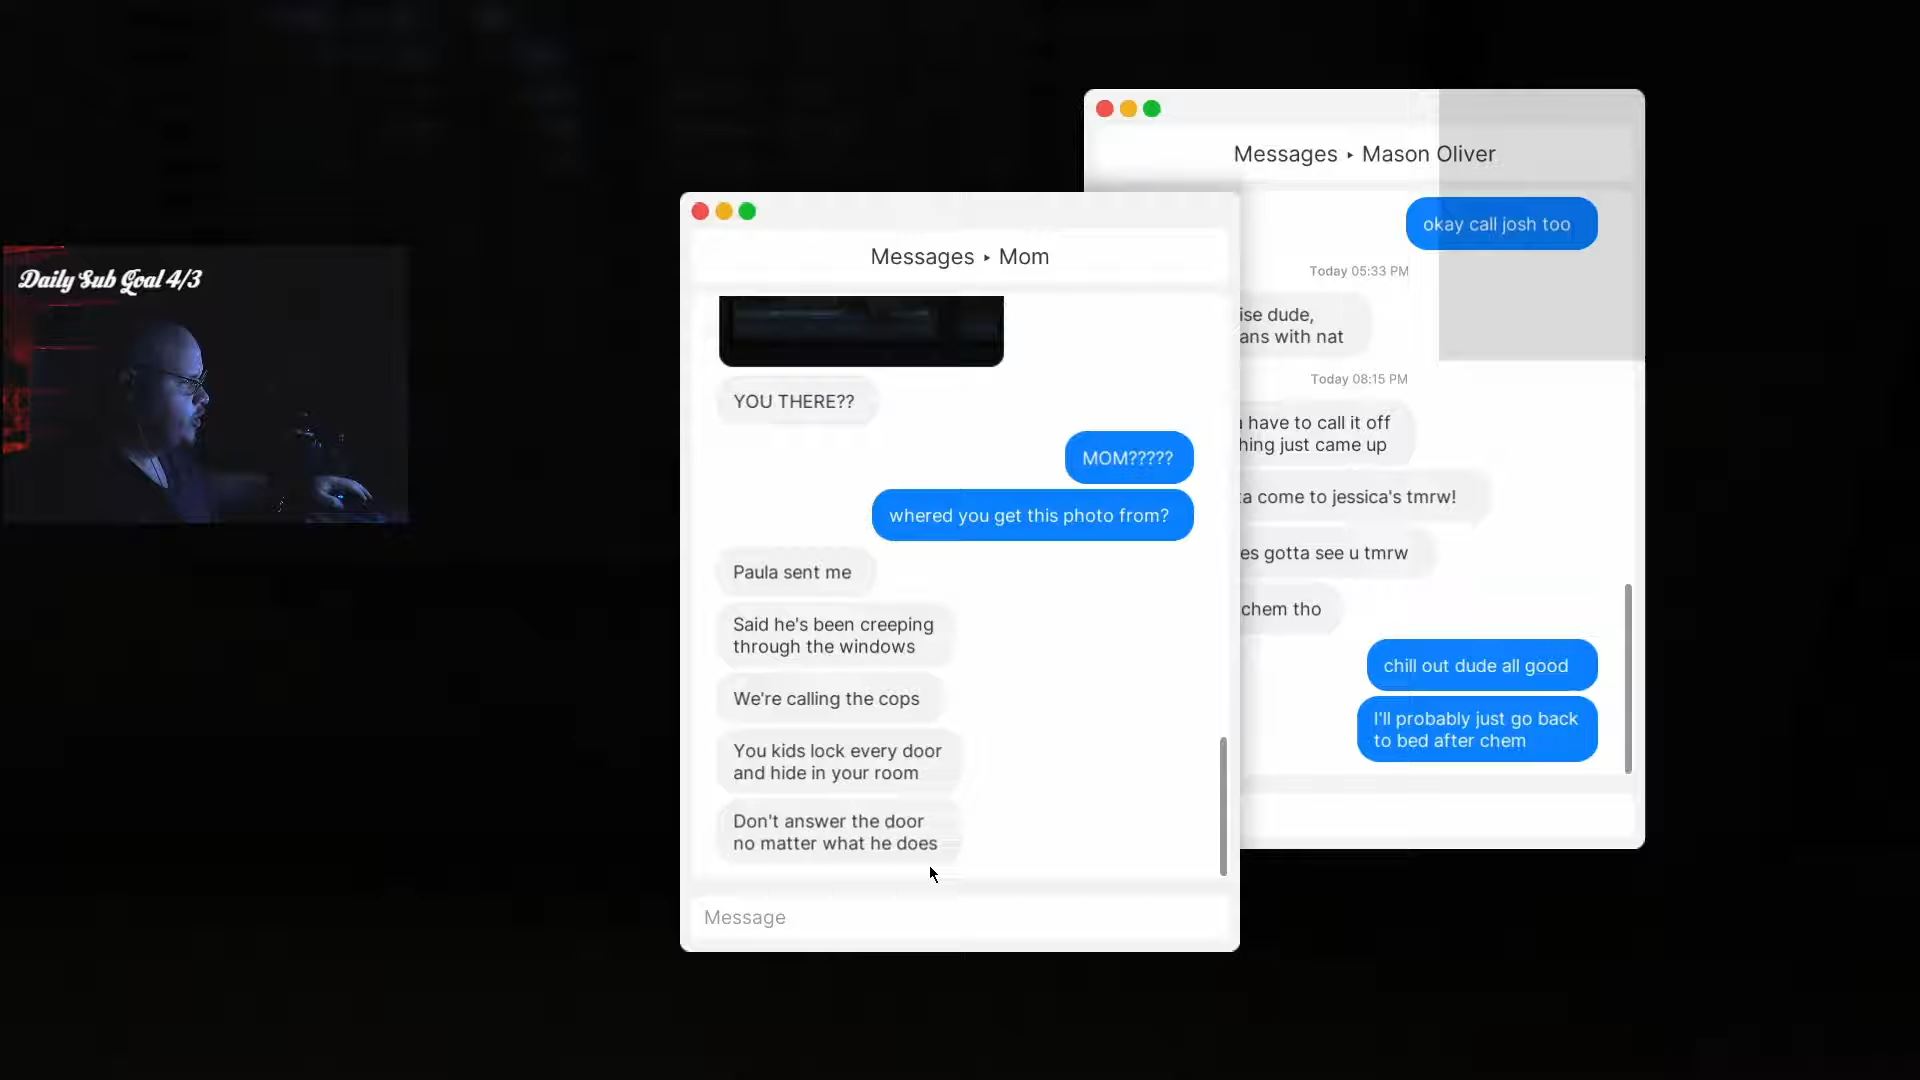 Daily Sub Goal 4/3
Messages ▸ Mom
YOU THERE??
MOM?????
whered you get this photo from?
Paula sent me
Said he's been creeping
through the windows
We're calling the cops
You kids lock every door
and hide in your room
Don't answer the door
no matter what he does
Message
Messages ▸ Mason Oliver
okay call josh too
Today 05:33 PM
dude,
with nat
Today 08:15 PM
have to call it off
just came up
come to jessica's tmrw!
gotta see u tmrw
chem tho
chill out dude all good
I'll probably just go back
to bed after chem